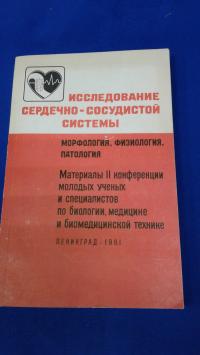 ИССЛЕДОВАНИЕ
СЕРДЕЧНО-СОСУДИСТОЙ
СИСТЕМЫ
МОРФОЛОГИЯ, ФИЗИОЛОГИЯ,
ПАТОЛОГИЯ
Материалы II конференции
молодых ученых
и специалистов
по биологии, медицине
и биомедицинской технике
ЛЕНИНГРАД-1981